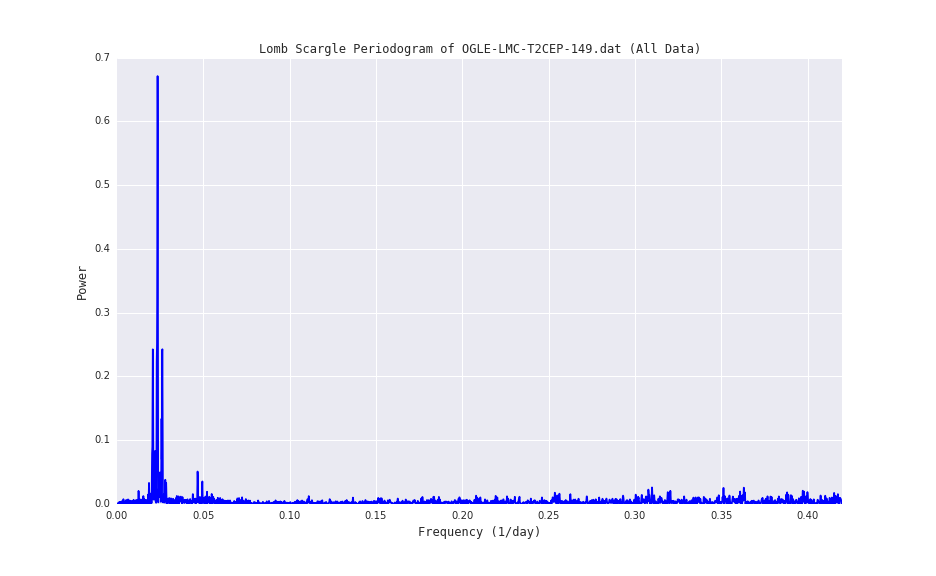 Lomb Scargle Periodogram of OGLE-LMC-T2CEP-149.dat (All Data)
0.7
0.6
0.5
0.4
0.3
0.2
0.1
0.0
Power
0.00 0.05 0.10 0.15 0.20 0.25 0.30 0.35 0.40
Frequency (1/day)